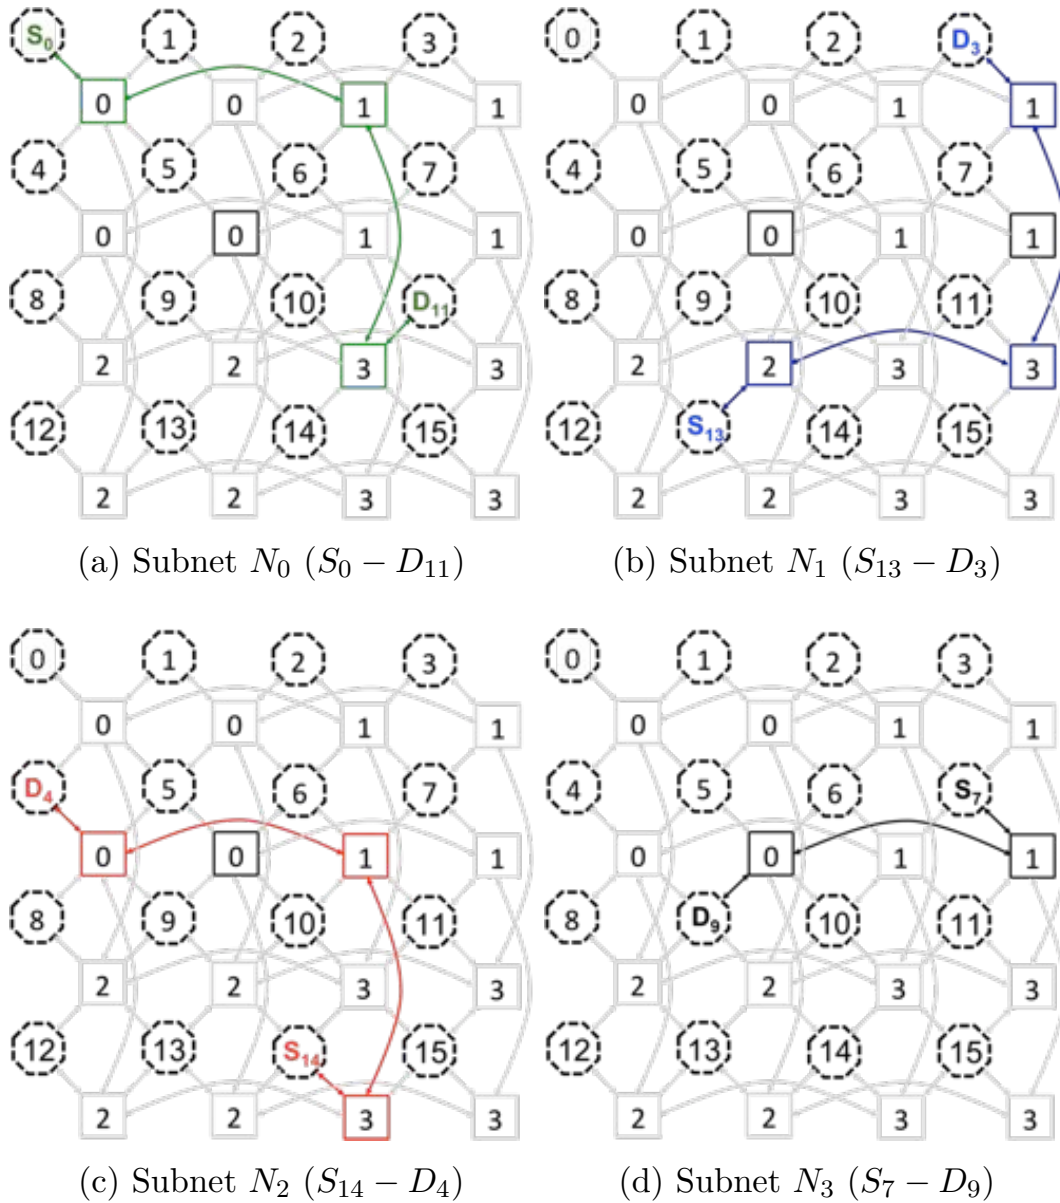 S₀ 1 2 3
0 0 1 1
4 5 6 7
0 0 1 1
8 9 10 D₁₁
2 2 3 3
12 13 14 15
2 2 3 3
(a) Subnet N₀ (S₀ − D₁₁)
0 1 2 D₃
0 0 1 1
4 5 6 7
0 0 1 1
8 9 10 11
2 2 3 3
12 S₁₃ 14 15
2 2 3 3
(b) Subnet N₁ (S₁₃ − D₃)
0 1 2 3
0 0 1 1
D₄ 5 6 7
0 0 1 1
8 9 10 11
2 2 3 3
12 13 S₁₄ 15
2 2 3 3
(c) Subnet N₂ (S₁₄ − D₄)
0 1 2 3
0 0 1 1
4 5 6 S₇
0 0 1 1
8 D₉ 10 11
2 2 3 3
12 13 14 15
2 2 3 3
(d) Subnet N₃ (S₇ − D₉)